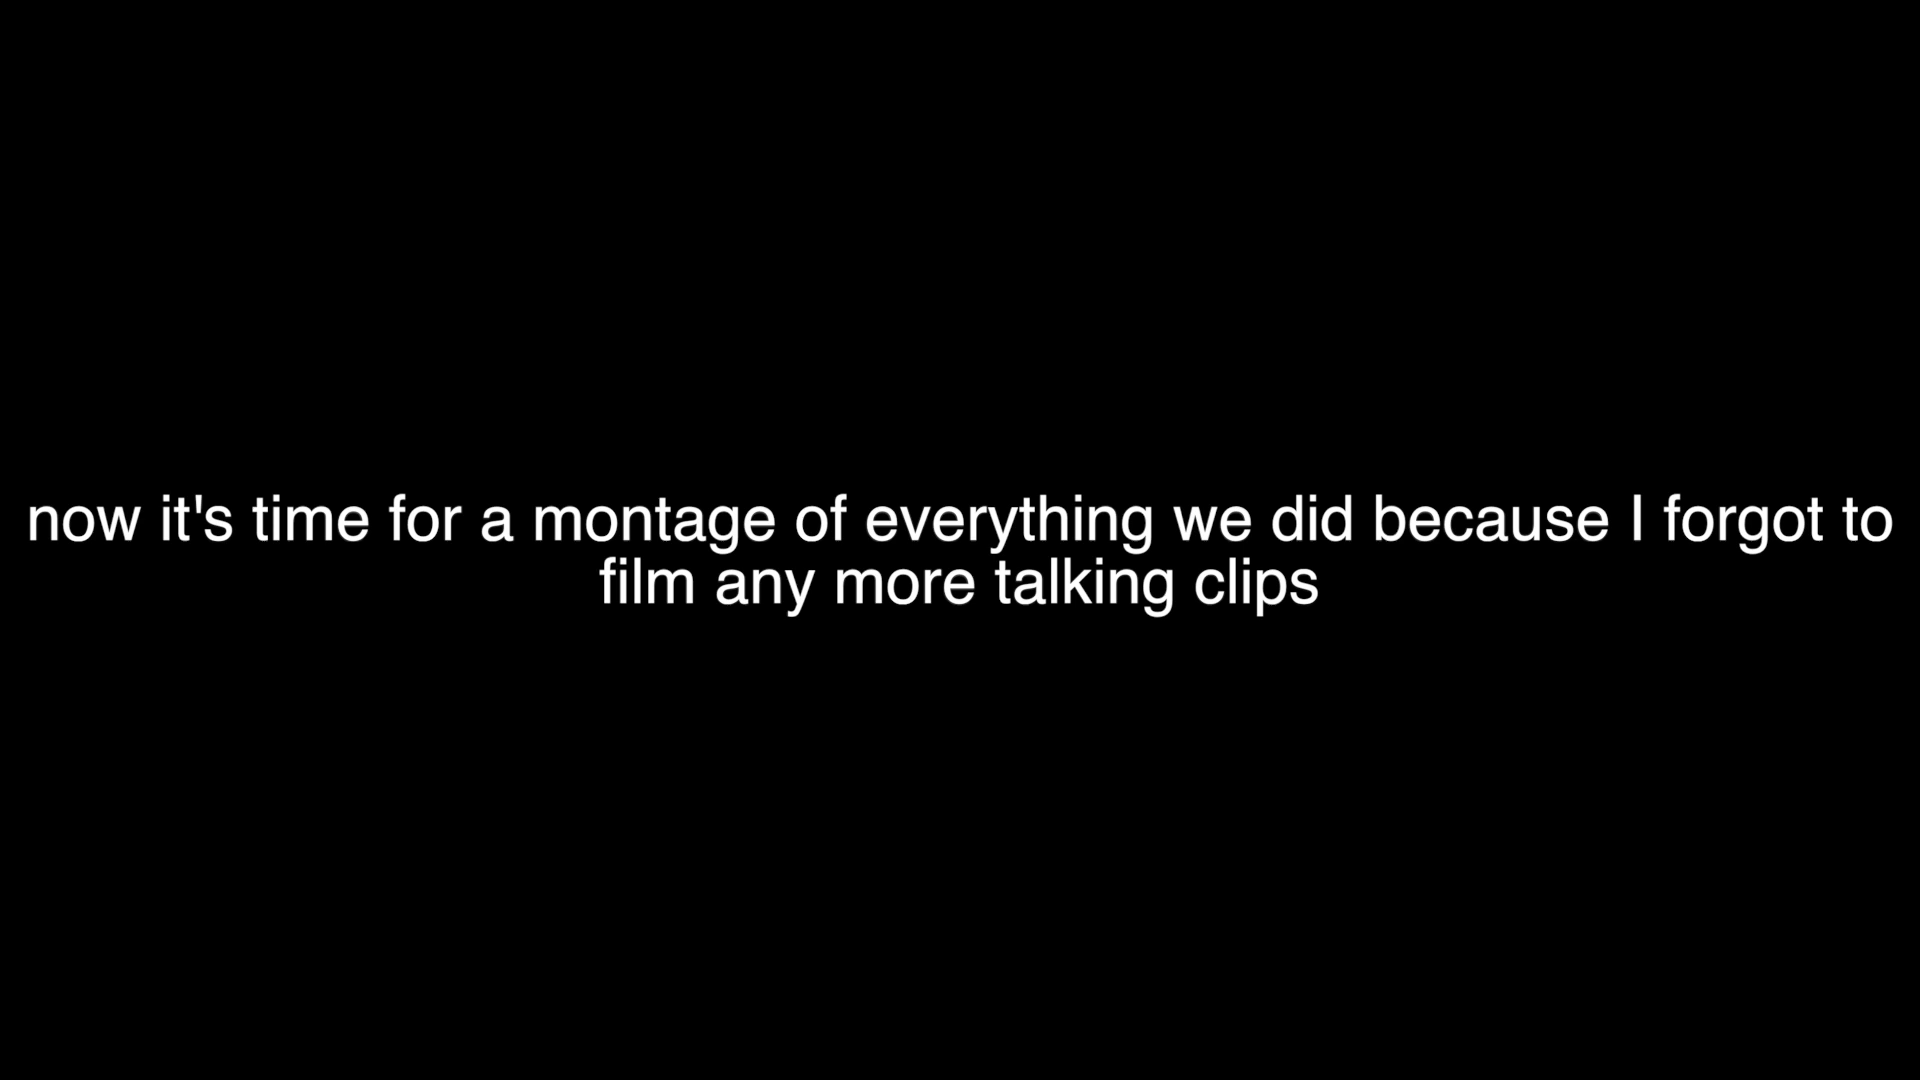 now it's time for a montage of everything we did because I forgot to
film any more talking clips